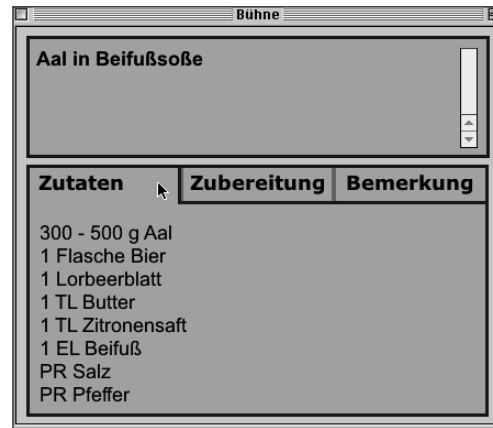 Bühne
Aal in Beifußsoße
Zutaten Zubereitung Bemerkung
300 - 500 g Aal
1 Flasche Bier
1 Lorbeerblatt
1 TL Butter
1 TL Zitronensaft
1 EL Beifuß
PR Salz
PR Pfeffer